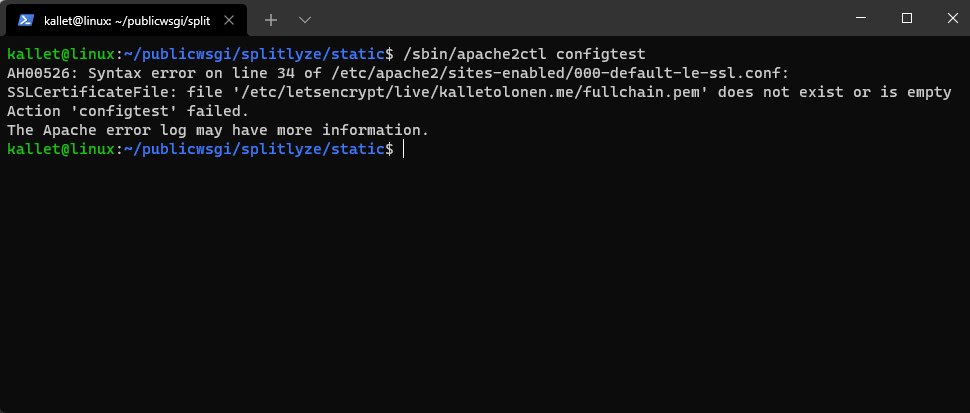 kallet@linux: ~/publicwsgi/split
kallet@linux:~/publicwsgi/splitlyze/static$ /sbin/apache2ctl configtest
AH00526: Syntax error on line 34 of /etc/apache2/sites-enabled/000-default-le-ssl.conf:
SSLCertificateFile: file '/etc/letsencrypt/live/kalletolonen.me/fullchain.pem' does not exist or is empty
Action 'configtest' failed.
The Apache error log may have more information.
kallet@linux:~/publicwsgi/splitlyze/static$